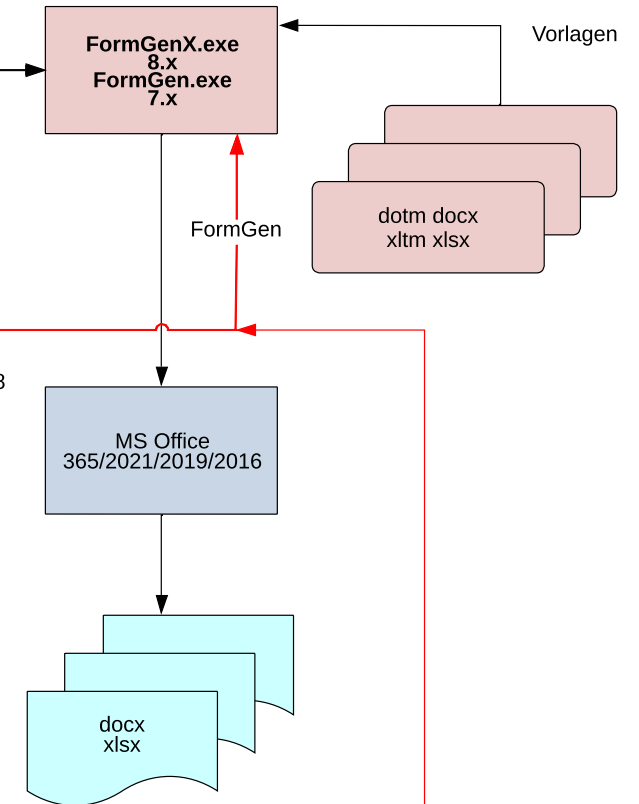 FormGenX.exe
8.x
FormGen.exe
7.x
Vorlagen
dotm docx
xltm xlsx
FormGen
MS Office
365/2021/2019/2016
docx
xlsx